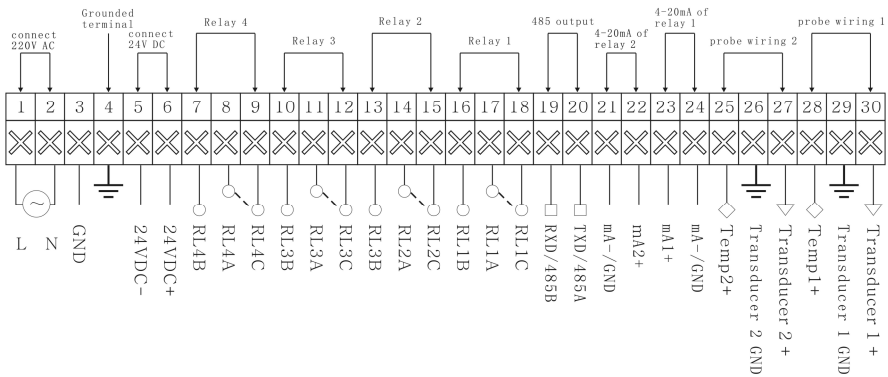 connect
220V AC
Grounded
terminal
connect
24V DC
Relay 4
Relay 3
Relay 2
Relay 1
485 output
4-20mA of
relay 2
4-20mA of
relay 1
probe wiring 2
probe wiring 1
1 2 3 4 5 6 7 8 9 10 11 12 13 14 15 16 17 18 19 20 21 22 23 24 25 26 27 28 29 30
~
L N
GND
24VDC-
24VDC+
RL4B
RL4A
RL4C
RL3B
RL3A
RL3C
RL3B
RL2A
RL2C
RL1B
RL1A
RL1C
RXD/485B
TXD/485A
mA-/GND
mA2+
mA1+
mA-/GND
Temp2+
Transducer 2 GND
Transducer 2 +
Temp1+
Transducer 1 GND
Transducer 1 +